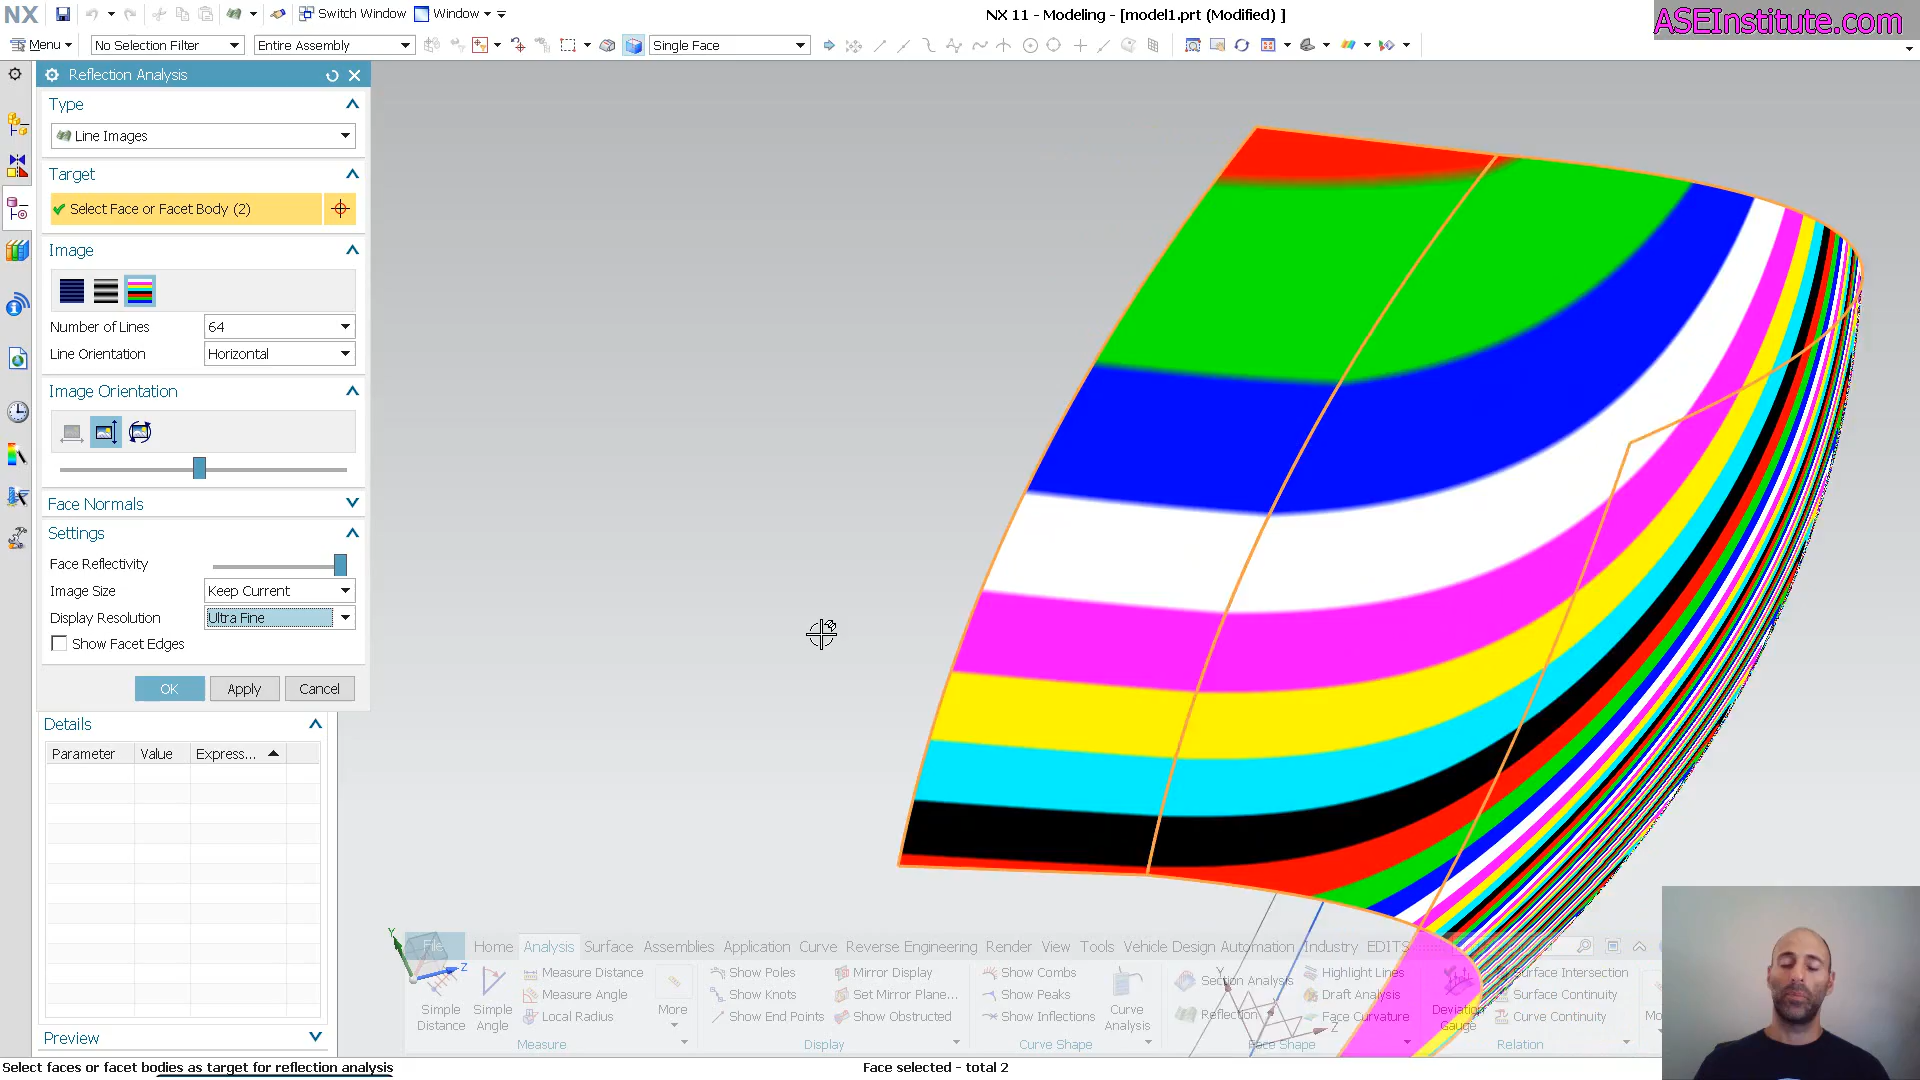 NX Switch Window Window NX 11 - Modeling - [model1.prt (Modified) ] ASEInstitute.com
Menu No Selection Filter Entire Assembly Single Face
Reflection Analysis
Type
Line Images
Target
Select Face or Facet Body (2)
Image
Number of Lines 64
Line Orientation Horizontal
Image Orientation
Face Normals
Settings
Face Reflectivity
Image Size Keep Current
Display Resolution Ultra Fine
Show Facet Edges
OK Apply Cancel
Details
Parameter Value Express...
Preview
Y Z
File Home Analysis Surface Assemblies Application Curve Reverse Engineering Render View Tools Vehicle Design Automation Industry EDITS
Measure Distance Show Poles Mirror Display Show Combs Section Analysis Highlight Lines Surface Intersection
Measure Angle Show Knots Set Mirror Plane... Show Peaks Draft Analysis Surface Continuity
Local Radius Show End Points Show Obstructed Show Inflections Reflection Face Curvature Curve Continuity
Simple Distance Simple Angle More Curve Analysis Deviation Gauge
Measure Display Curve Shape Face Shape Relation
Select faces or facet bodies as target for reflection analysis Face selected - total 2